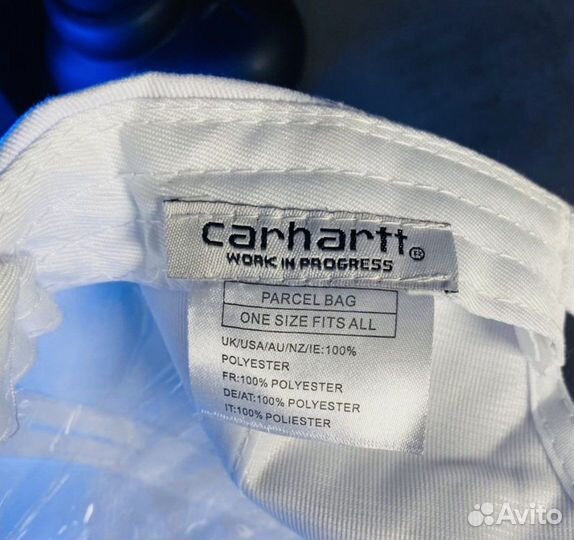 carhartt®
WORK IN PROGRESS
PARCEL BAG
ONE SIZE FITS ALL
UK/USA/AU/NZ/IE:100%
POLYESTER
FR:100% POLYESTER
DE/AT:100% POLYESTER
IT:100% POLIESTER
Avito